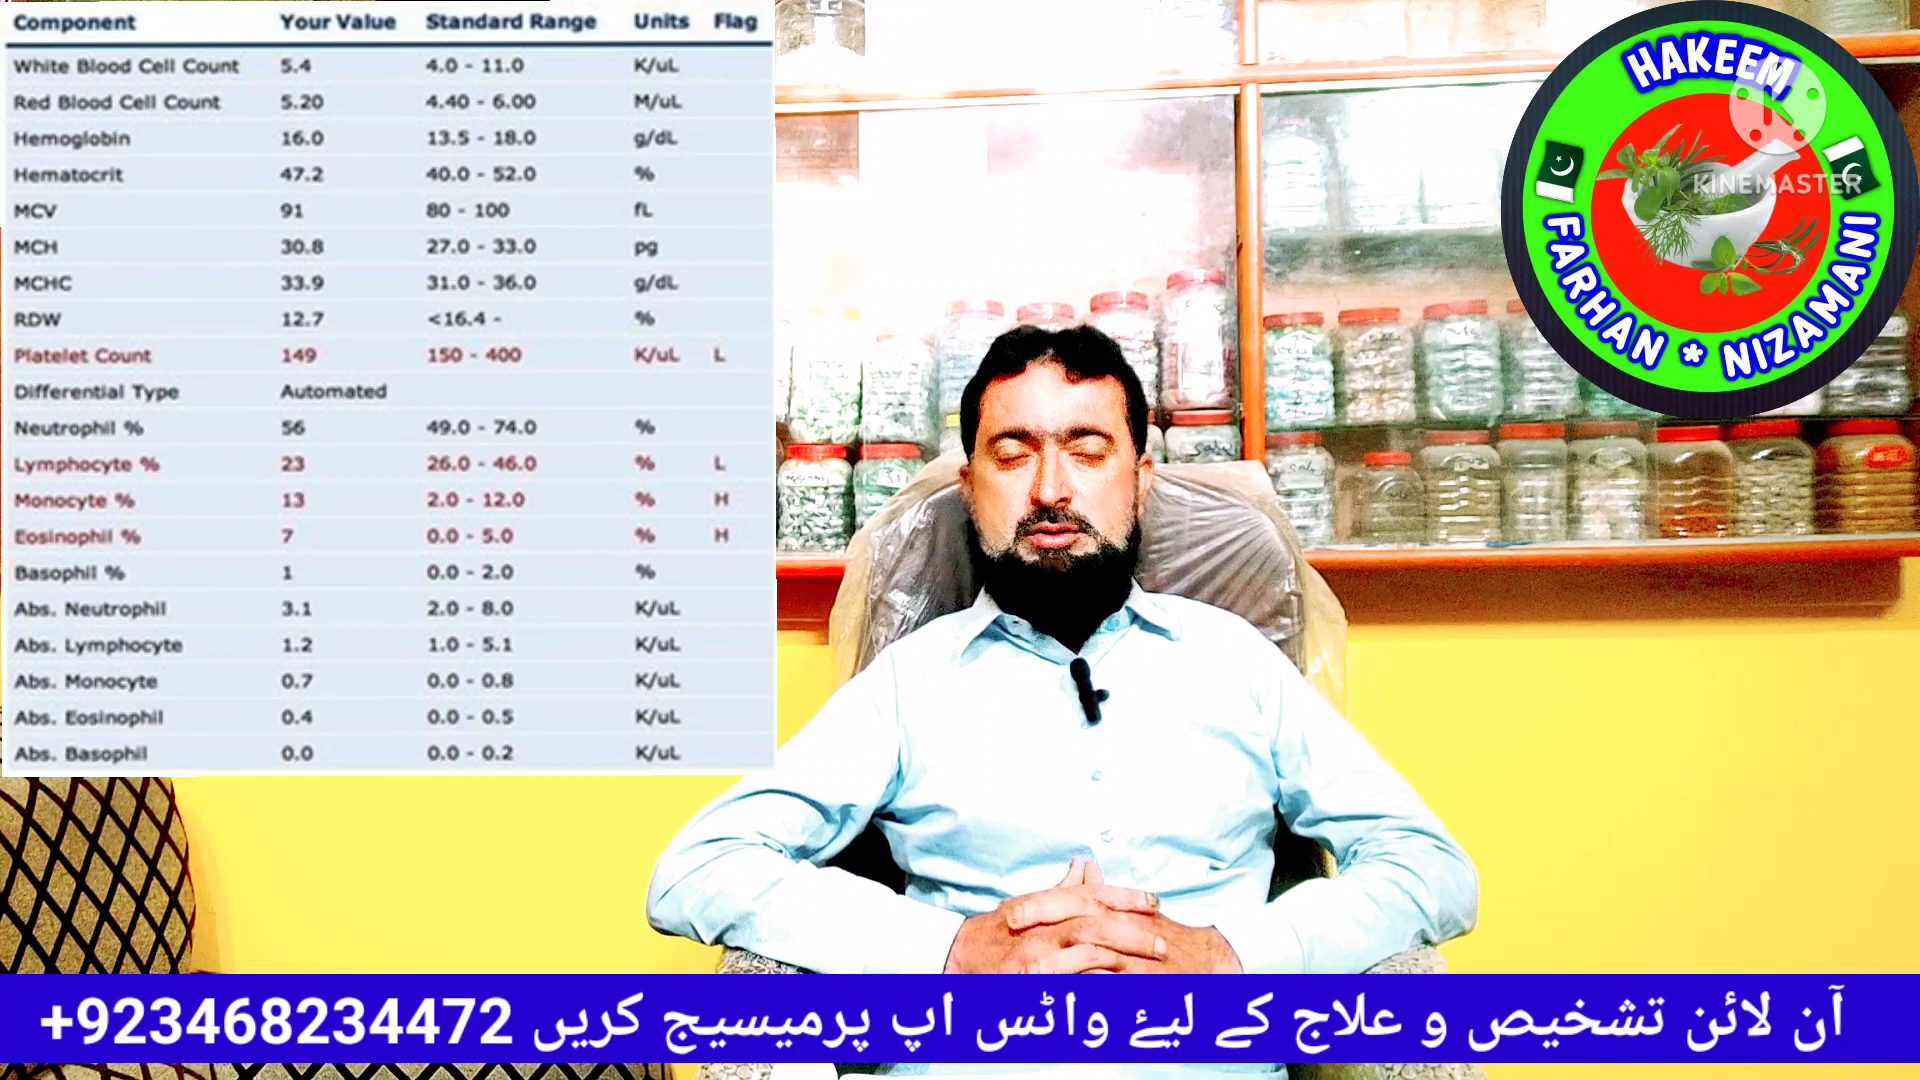 Component Your Value Standard Range Units Flag
White Blood Cell Count 5.4 4.0 - 11.0 K/uL
Red Blood Cell Count 5.20 4.40 - 6.00 M/uL
Hemoglobin 16.0 13.5 - 18.0 g/dL
Hematocrit 47.2 40.0 - 52.0 %
MCV 91 80 - 100 fL
MCH 30.8 27.0 - 33.0 pg
MCHC 33.9 31.0 - 36.0 g/dL
RDW 12.7 <16.4 - %
Platelet Count 149 150 - 400 K/uL L
Differential Type Automated
Neutrophil % 56 49.0 - 74.0 %
Lymphocyte % 23 26.0 - 46.0 % L
Monocyte % 13 2.0 - 12.0 % H
Eosinophil % 7 0.0 - 5.0 % H
Basophil % 1 0.0 - 2.0 %
Abs. Neutrophil 3.1 2.0 - 8.0 K/uL
Abs. Lymphocyte 1.2 1.0 - 5.1 K/uL
Abs. Monocyte 0.7 0.0 - 0.8 K/uL
Abs. Eosinophil 0.4 0.0 - 0.5 K/uL
Abs. Basophil 0.0 0.0 - 0.2 K/uL
HAKEEM
FARHAN * NIZAMANI
KINEMASTER
آن لائن تشخیص و علاج کے لیۓ واٹس اپ پرمیسیج کریں +923468234472